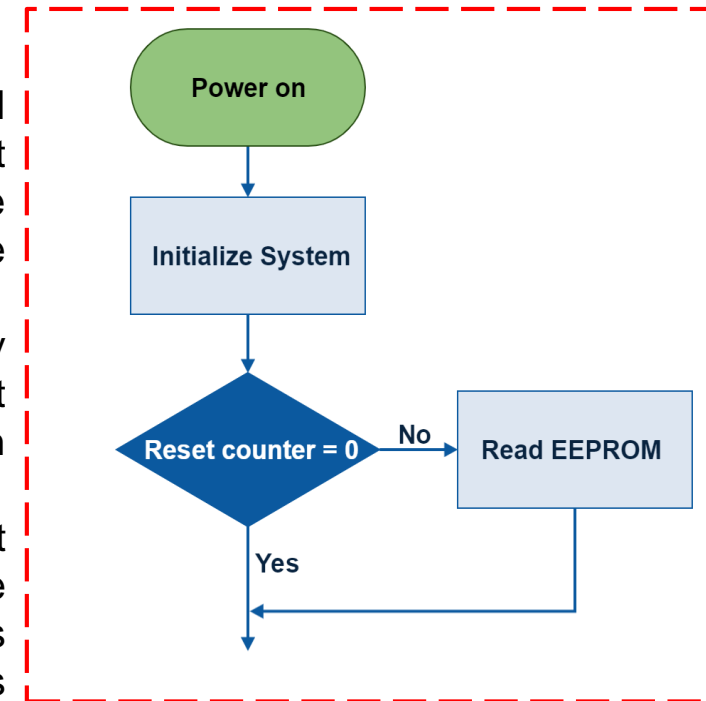 Power on
Initialize System
Reset counter = 0
No
Read EEPROM
Yes